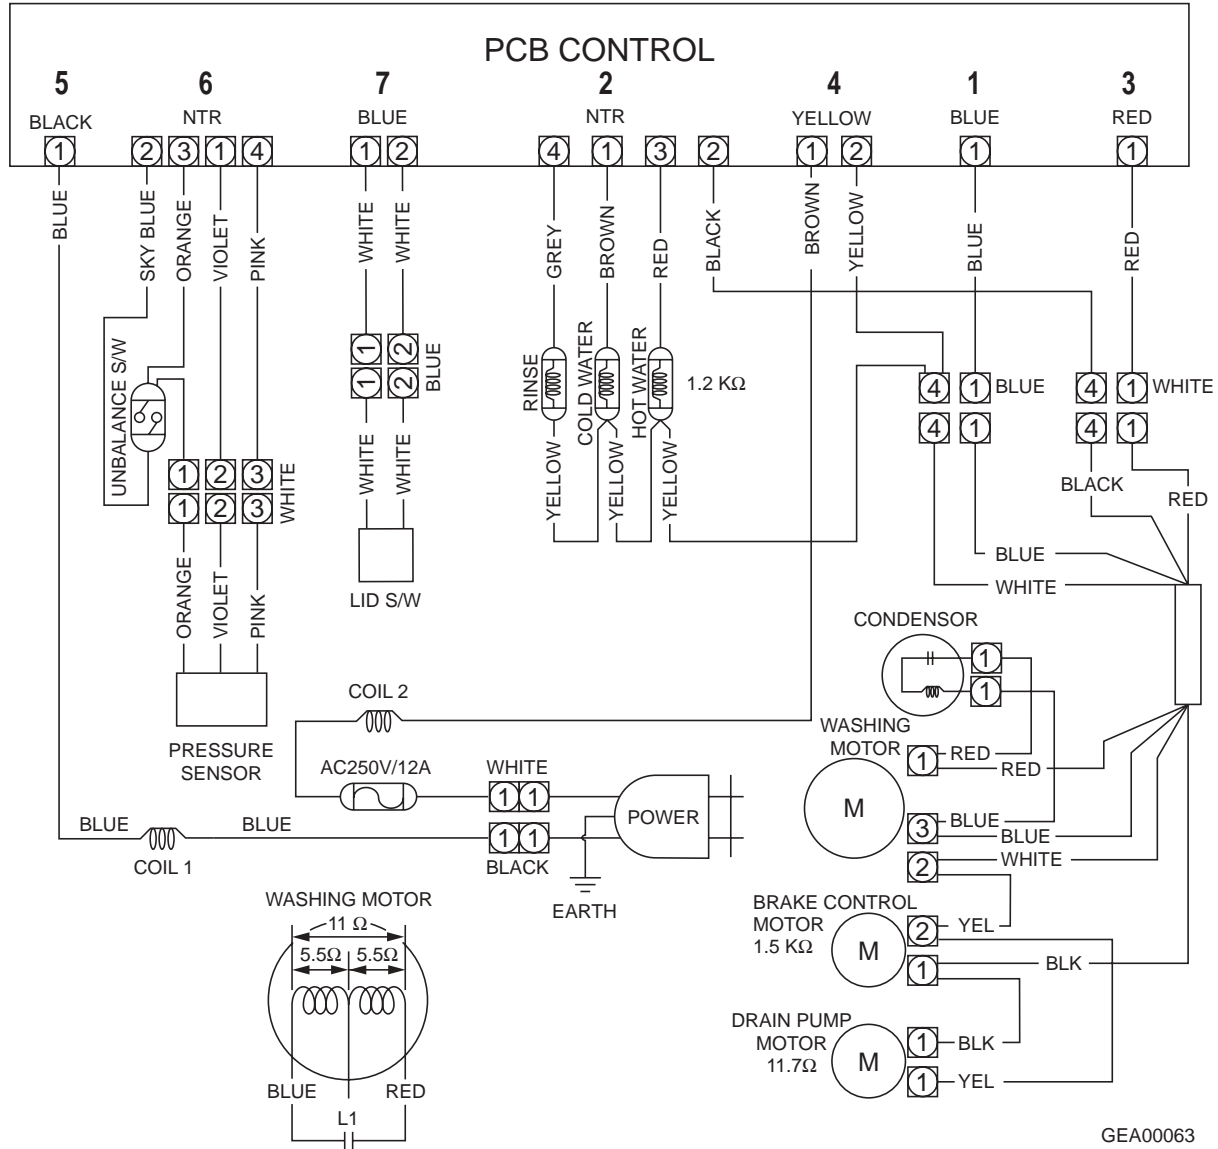 PCB CONTROL
5 6 7 2 4 1 3
BLACK NTR BLUE NTR YELLOW BLUE RED
1 2 3 1 4 1 2 4 1 3 2 1 2 1 1
BLUE
SKY BLUE
ORANGE
VIOLET
PINK
WHITE
WHITE
GREY
BROWN
RED
BLACK
BROWN
YELLOW
BLUE
RED
UNBALANCE S/W
1 2
1 2
BLUE
RINSE
COLD WATER
HOT WATER
1.2 KΩ
4 1 BLUE 4 1 WHITE
4 1 4 1
1 2 3
1 2 3
WHITE
WHITE
WHITE
YELLOW
YELLOW
YELLOW
BLACK
RED
BLUE
WHITE
ORANGE
VIOLET
PINK
LID S/W
PRESSURE
SENSOR
CONDENSOR
1
1
COIL 2
AC250V/12A
WHITE
1 1
POWER
BLUE
COIL 1
BLUE
1 1
BLACK
EARTH
WASHING
MOTOR
M
1
RED
RED
3
BLUE
BLUE
2
WHITE
BRAKE CONTROL
MOTOR
1.5 KΩ
M
2
YEL
1
BLK
DRAIN PUMP
MOTOR
11.7Ω
M
1
BLK
1
YEL
WASHING MOTOR
11 Ω
5.5Ω 5.5Ω
BLUE RED
L1
GEA00063